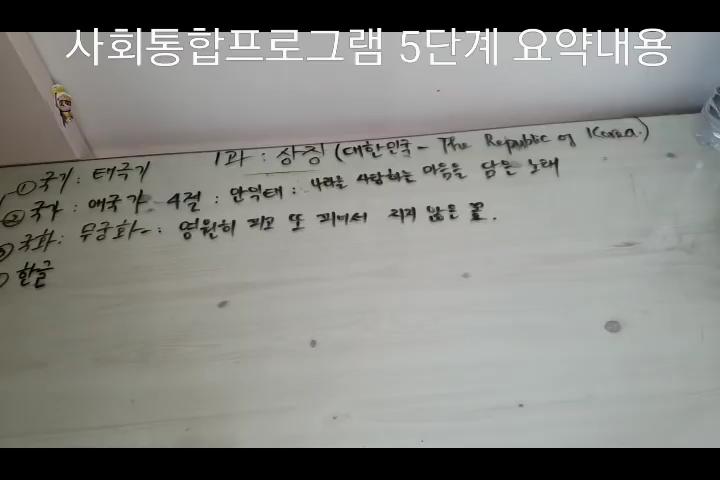 사회통합프로그램 5단계 요약내용
1과 : 상징 (대한민국 - The Republic of Korea.)
① 국기 : 태극기
② 국가 : 애국가 4절 : 안익태 : 나라를 사랑하는 마음을 담은 노래
③ 국화 : 무궁화 : 영원히 피고 또 피어서 지지 않은 꽃.
한글